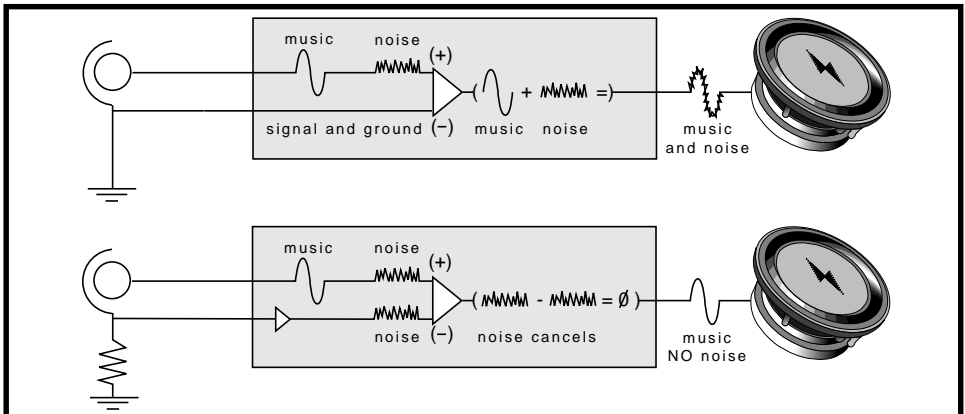 music noise (+)
( + =)
signal and ground (−) music noise
music
and noise
music noise (+)
( - = Ø )
noise (−) noise cancels
music
NO noise